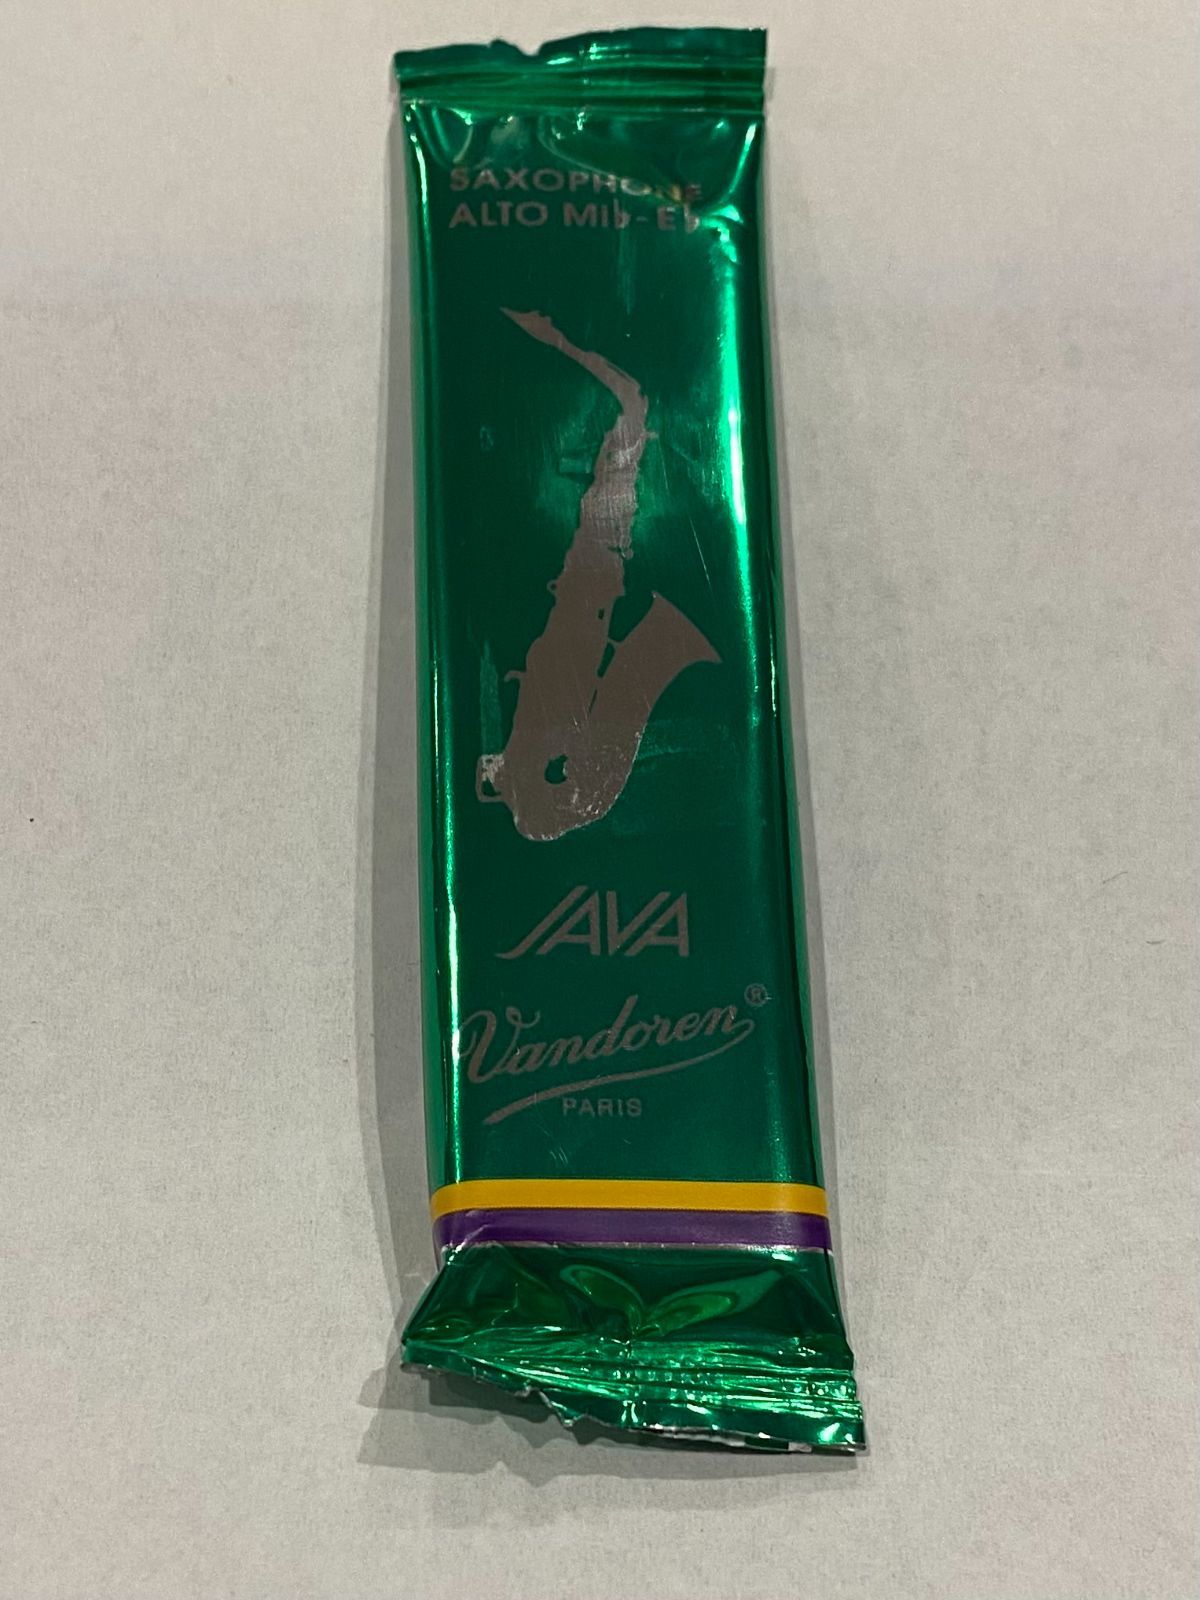 SAXOPHONE
ALTO MI♭-E♭
JAVA
Vandoren®
PARIS